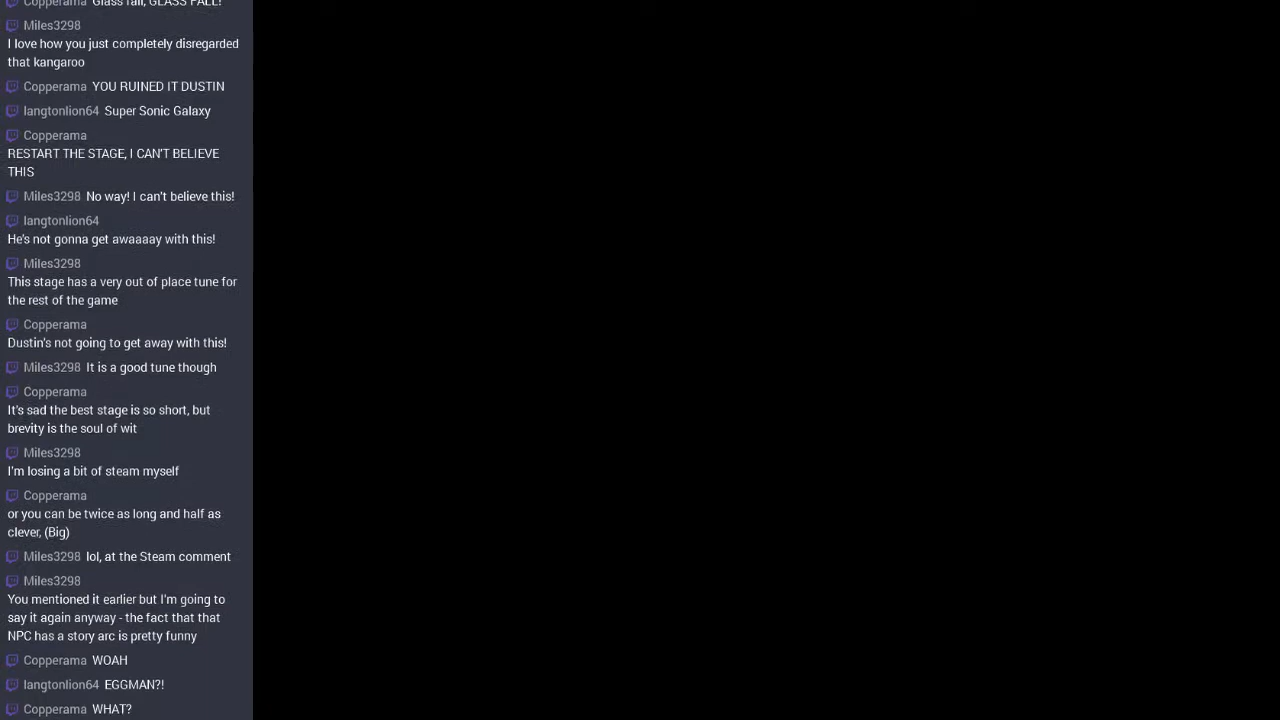 Copperama Glass fall, GLASS FALL!
Miles3298
I love how you just completely disregarded
that kangaroo
Copperama YOU RUINED IT DUSTIN
langtonlion64 Super Sonic Galaxy
Copperama
RESTART THE STAGE, I CAN'T BELIEVE
THIS
Miles3298 No way! I can't believe this!
langtonlion64
He's not gonna get awaaaay with this!
Miles3298
This stage has a very out of place tune for
the rest of the game
Copperama
Dustin's not going to get away with this!
Miles3298 It is a good tune though
Copperama
It's sad the best stage is so short, but
brevity is the soul of wit
Miles3298
I'm losing a bit of steam myself
Copperama
or you can be twice as long and half as
clever, (Big)
Miles3298 lol, at the Steam comment
Miles3298
You mentioned it earlier but I'm going to
say it again anyway - the fact that that
NPC has a story arc is pretty funny
Copperama WOAH
langtonlion64 EGGMAN?!
Copperama WHAT?